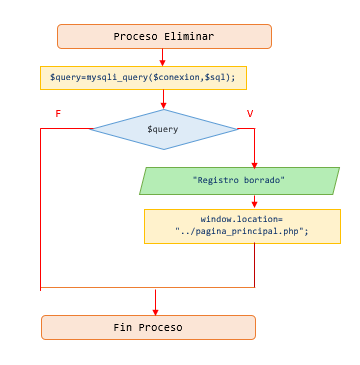 Proceso Eliminar
$query=mysqli_query($conexion,$sql);
F
V
$query
"Registro borrado"
window.location=
"../pagina_principal.php";
Fin Proceso